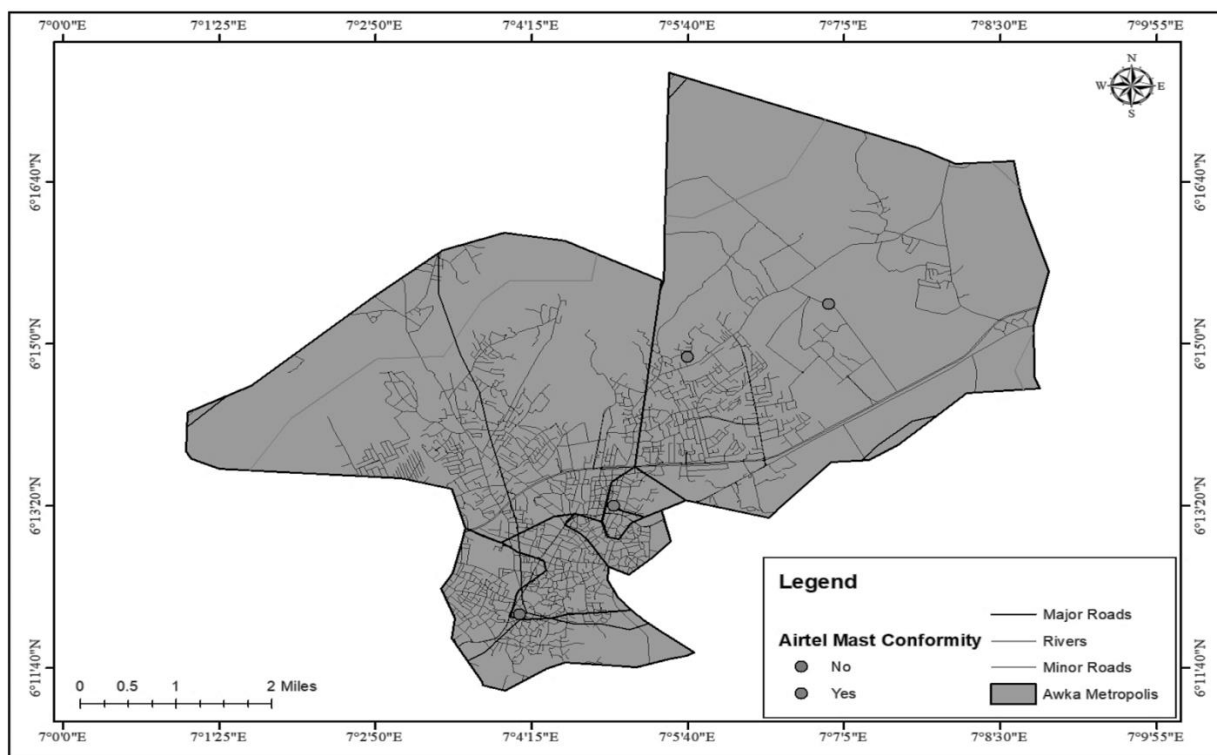 7°0'0"E 7°1'25"E 7°2'50"E 7°4'15"E 7°5'40"E 7°7'5"E 7°8'30"E 7°9'55"E
N
W E
S
6°16'40"N 6°16'40"N
6°15'0"N 6°15'0"N
6°13'20"N 6°13'20"N
6°11'40"N 6°11'40"N
Legend
Airtel Mast Conformity
No
Yes
Major Roads
Rivers
Minor Roads
Awka Metropolis
0 0.5 1 2 Miles
7°0'0"E 7°1'25"E 7°2'50"E 7°4'15"E 7°5'40"E 7°7'5"E 7°8'30"E 7°9'55"E